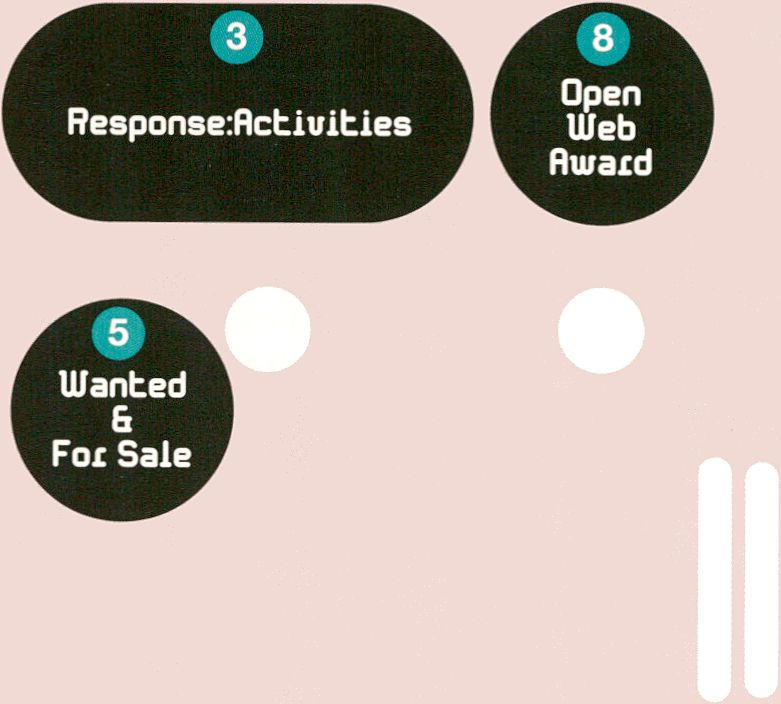 3
Response:Activities
8
Open
Web
Award
5
Wanted
&
For Sale